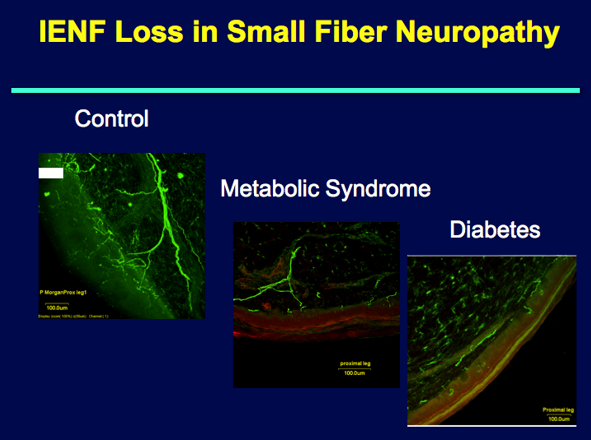 IENF Loss in Small Fiber Neuropathy
Control
Metabolic Syndrome
Diabetes
P MorganProx leg1
100.0um
proximal leg
100.0um
Proximal leg
100.0um